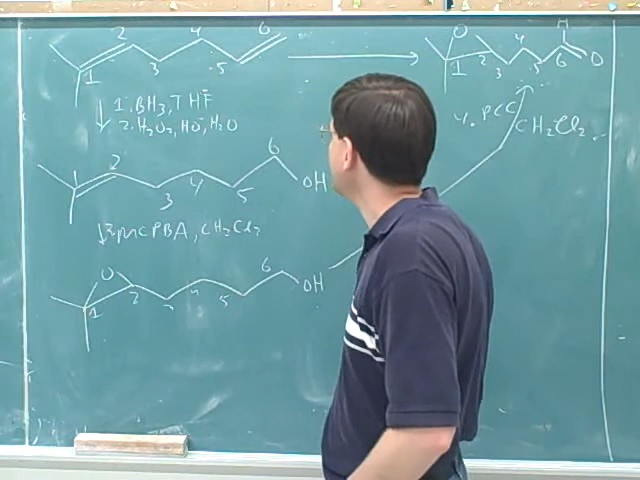 2 4 6
1 3 5
O H
1 2 3 4 5 6 O
1. BH3, THF
2. H2O2, HO⁻, H2O
4. PCC
CH2Cl2
1 2 3 4 5 6 OH
3. mCPBA, CH2Cl2
O 1 2 3 4 5 6 OH